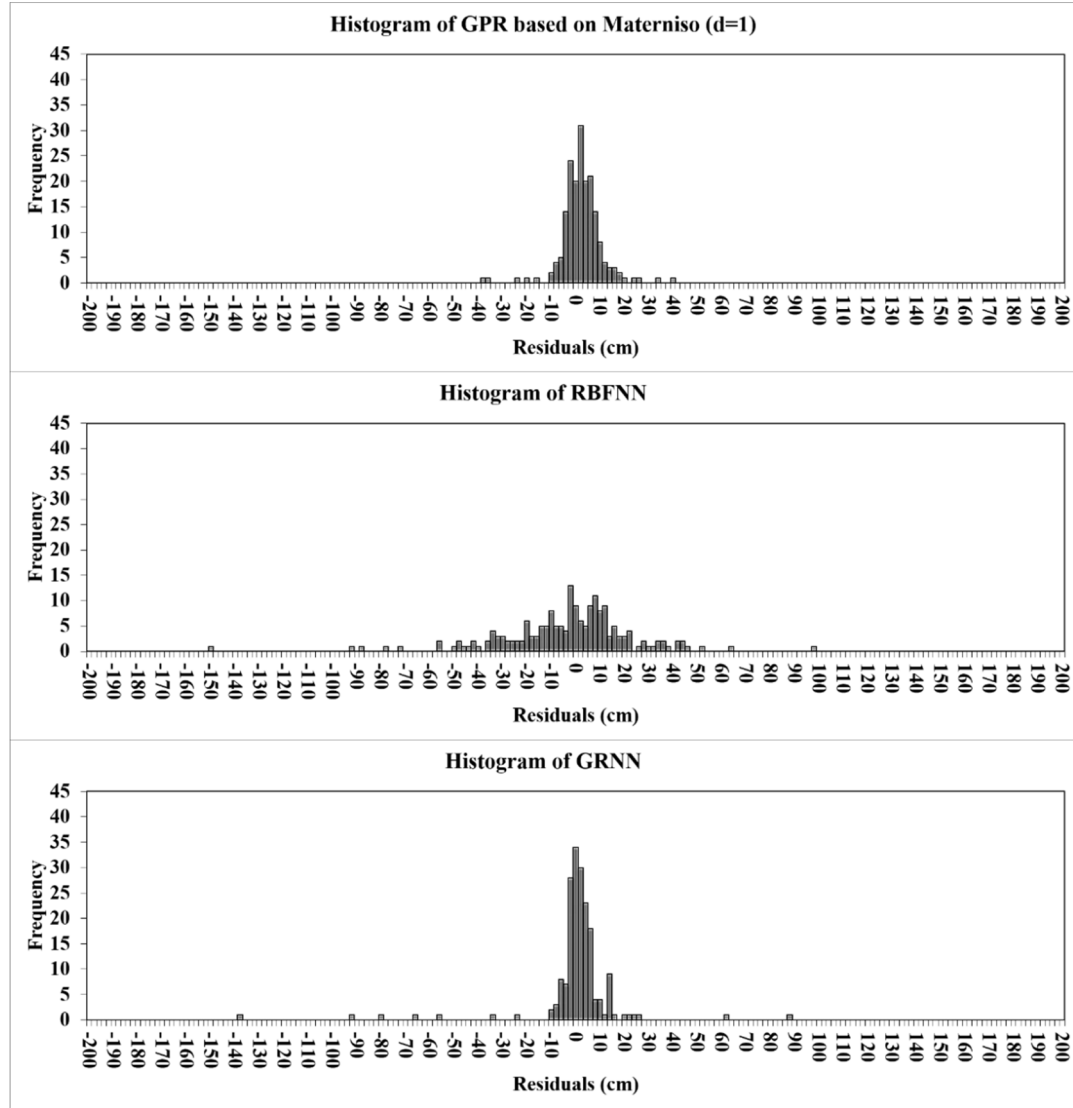 Histogram of GPR based on Materniso (d=1)
45
40
35
30
25
20
15
10
5
0
Frequency
-200 -190 -180 -170 -160 -150 -140 -130 -120 -110 -100 -90 -80 -70 -60 -50 -40 -30 -20 -10 0 10 20 30 40 50 60 70 80 90 100 110 120 130 140 150 160 170 180 190 200
Residuals (cm)
Histogram of RBFNN
45
40
35
30
25
20
15
10
5
0
Frequency
-200 -190 -180 -170 -160 -150 -140 -130 -120 -110 -100 -90 -80 -70 -60 -50 -40 -30 -20 -10 0 10 20 30 40 50 60 70 80 90 100 110 120 130 140 150 160 170 180 190 200
Residuals (cm)
Histogram of GRNN
45
40
35
30
25
20
15
10
5
0
Frequency
-200 -190 -180 -170 -160 -150 -140 -130 -120 -110 -100 -90 -80 -70 -60 -50 -40 -30 -20 -10 0 10 20 30 40 50 60 70 80 90 100 110 120 130 140 150 160 170 180 190 200
Residuals (cm)